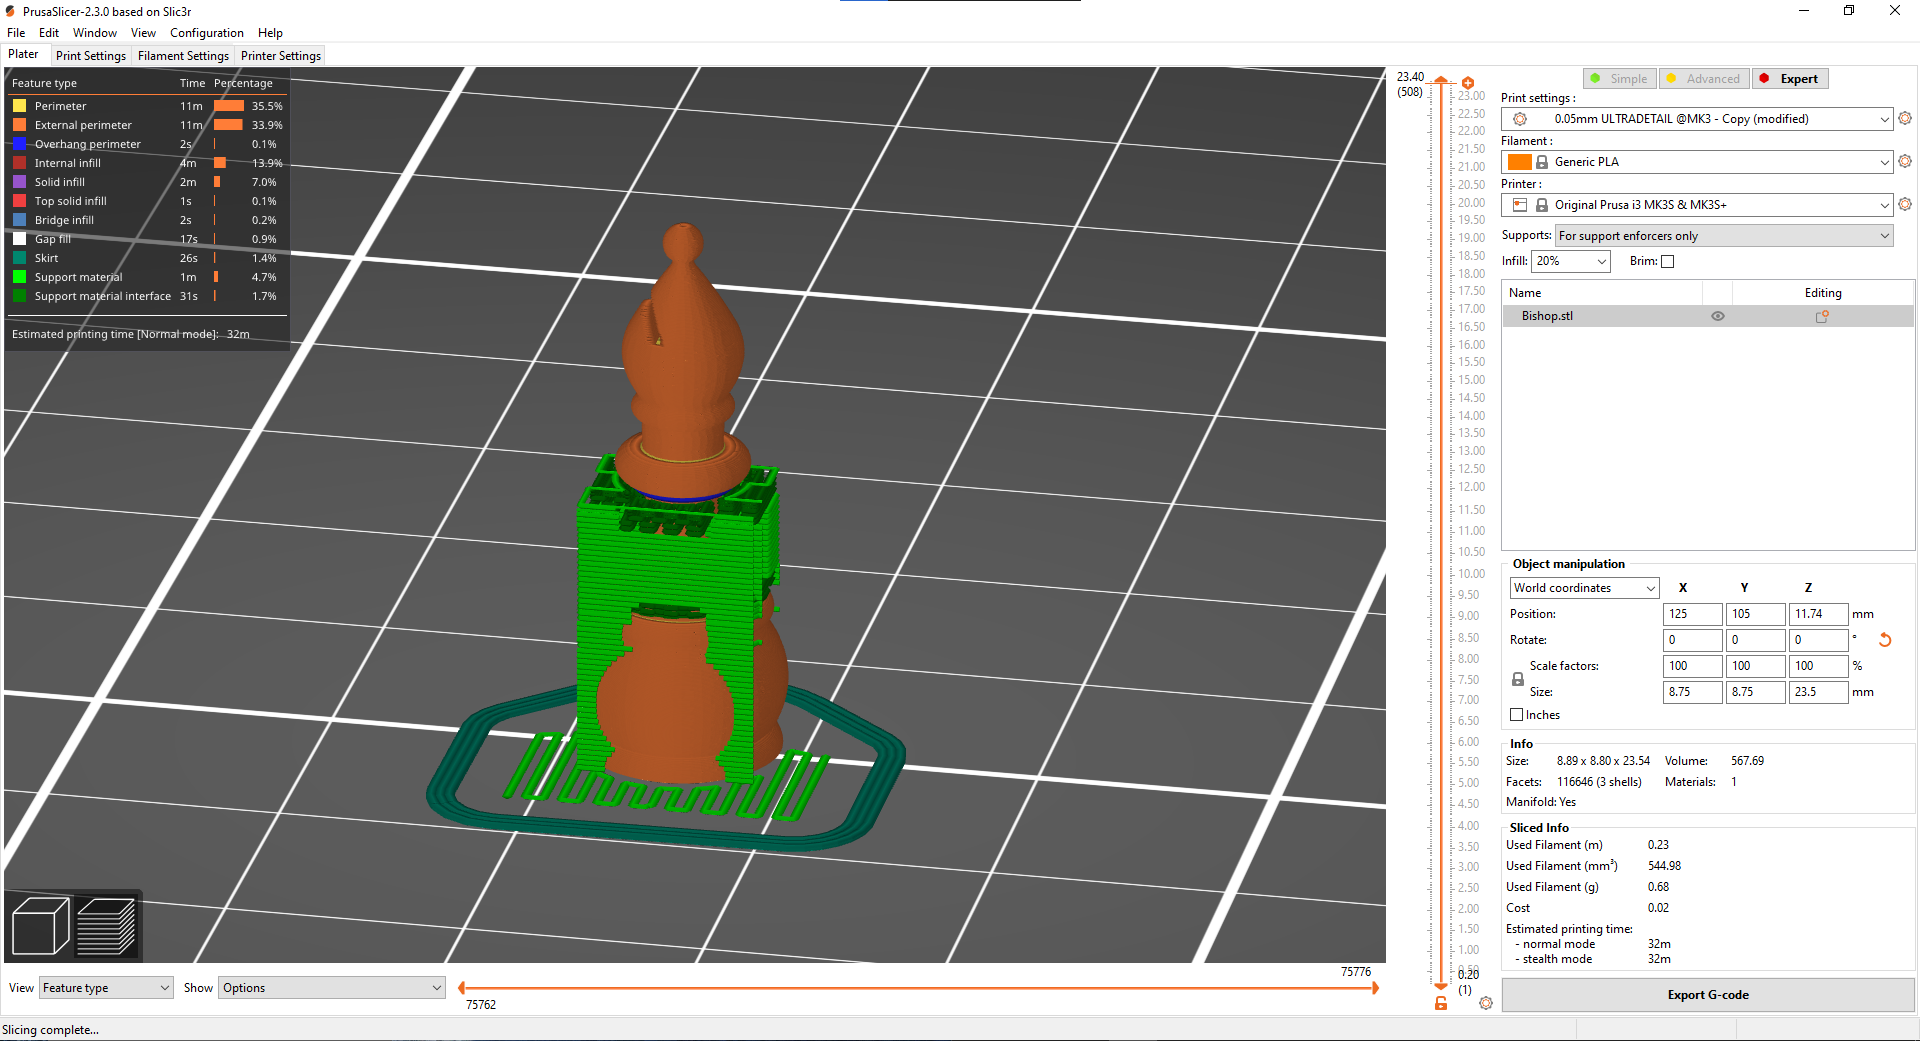 PrusaSlicer-2.3.0 based on Slic3r
File Edit Window View Configuration Help
Plater Print Settings Filament Settings Printer Settings
Feature type Time Percentage
Perimeter 11m 35.5%
External perimeter 11m 33.9%
Overhang perimeter 2s 0.1%
Internal infill 4m 13.9%
Solid infill 2m 7.0%
Top solid infill 1s 0.1%
Bridge infill 2s 0.2%
Gap fill 17s 0.9%
Skirt 26s 1.4%
Support material 1m 4.7%
Support material interface 31s 1.7%
Estimated printing time [Normal mode]: 32m
View Feature type Show Options
75776
75762
23.40
(508)
23.00
22.50
22.00
21.50
21.00
20.50
20.00
19.50
19.00
18.50
18.00
17.50
17.00
16.50
16.00
15.50
15.00
14.50
14.00
13.50
13.00
12.50
12.00
11.50
11.00
10.50
10.00
9.50
9.00
8.50
8.00
7.50
7.00
6.50
6.00
5.50
5.00
4.50
4.00
3.50
3.00
2.50
2.00
1.50
1.00
0.20
(1)
Simple Advanced Expert
Print settings :
0.05mm ULTRADETAIL @MK3 - Copy (modified)
Filament :
Generic PLA
Printer :
Original Prusa i3 MK3S & MK3S+
Supports: For support enforcers only
Infill: 20% Brim:
Name Editing
Bishop.stl
Object manipulation
World coordinates X Y Z
Position: 125 105 11.74 mm
Rotate: 0 0 0 °
Scale factors: 100 100 100 %
Size: 8.75 8.75 23.5 mm
Inches
Info
Size: 8.89 x 8.80 x 23.54 Volume: 567.69
Facets: 116646 (3 shells) Materials: 1
Manifold: Yes
Sliced Info
Used Filament (m) 0.23
Used Filament (mm³) 544.98
Used Filament (g) 0.68
Cost 0.02
Estimated printing time:
- normal mode 32m
- stealth mode 32m
Export G-code
Slicing complete...